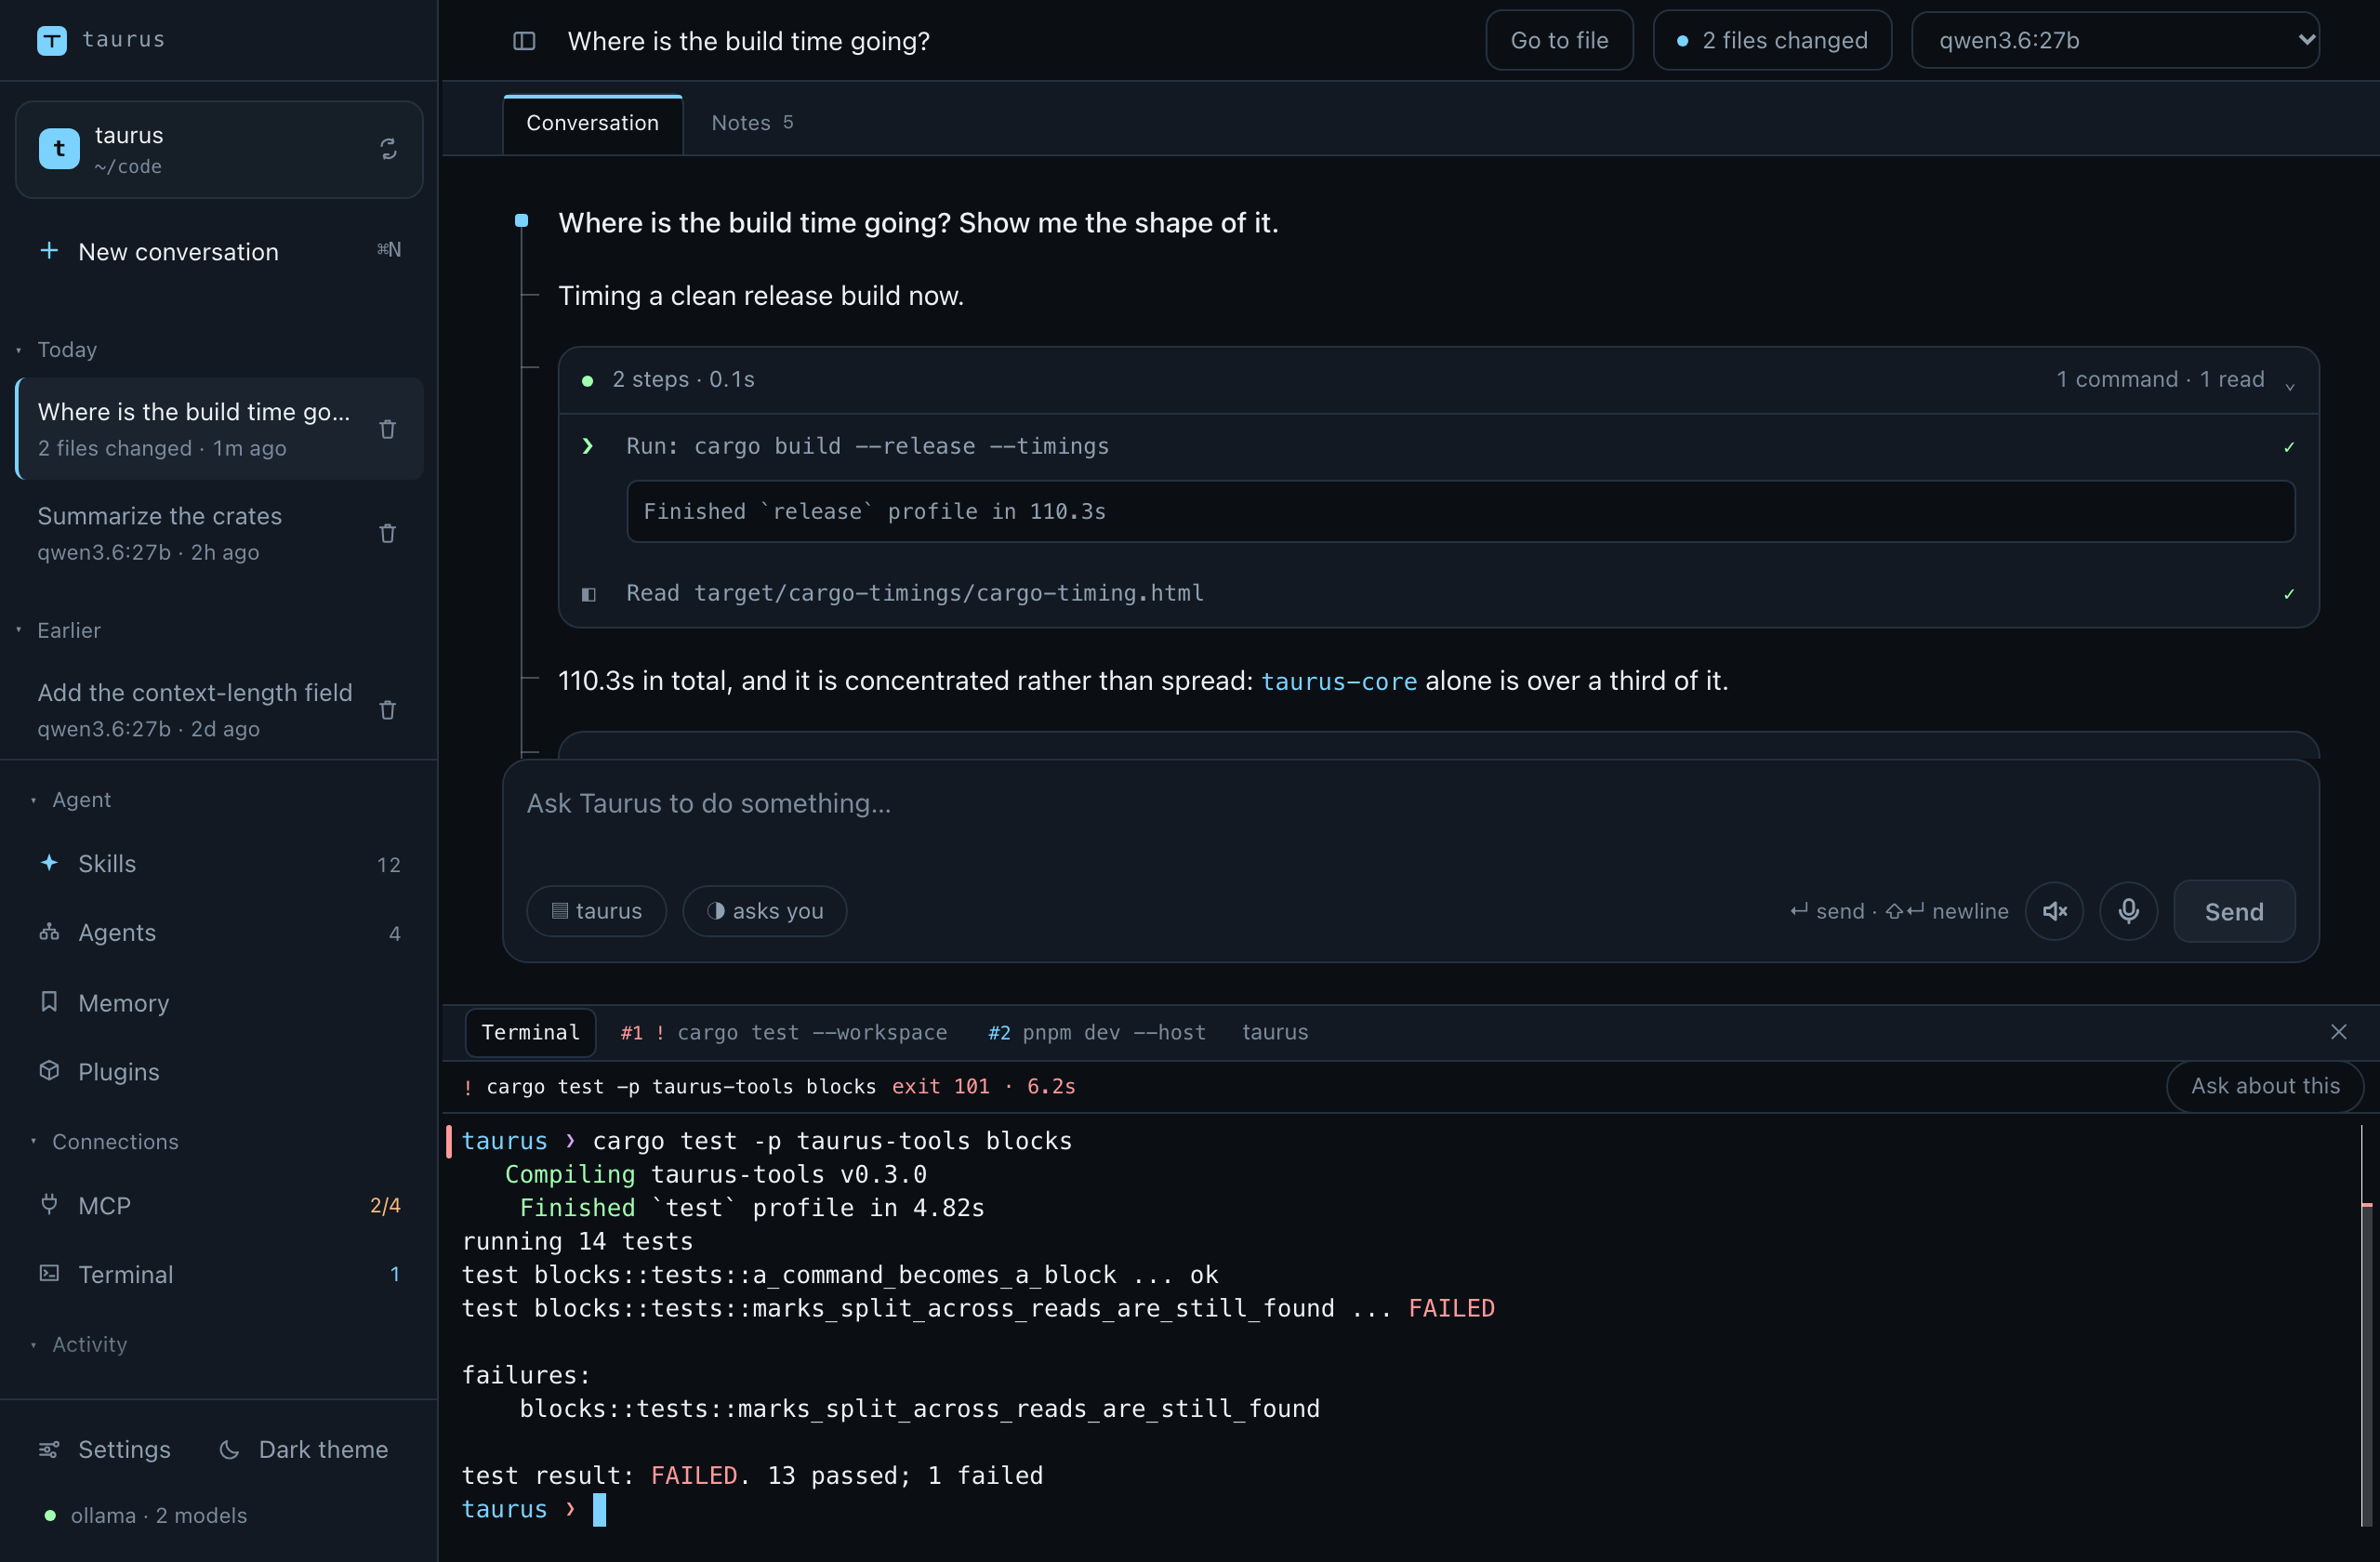 taurus
t
taurus
~/code
New conversation ⌘N
Today
Where is the build time go...
2 files changed · 1m ago
Summarize the crates
qwen3.6:27b · 2h ago
Earlier
Add the context-length field
qwen3.6:27b · 2d ago
Agent
Skills 12
Agents 4
Memory
Plugins
Connections
MCP 2/4
Terminal 1
Activity
Settings Dark theme
ollama · 2 models
Where is the build time going?
Go to file
2 files changed
qwen3.6:27b
Conversation
Notes 5
Where is the build time going? Show me the shape of it.
Timing a clean release build now.
2 steps · 0.1s 1 command · 1 read
❯ Run: cargo build --release --timings ✓
Finished `release` profile in 110.3s
Read target/cargo-timings/cargo-timing.html ✓
110.3s in total, and it is concentrated rather than spread: taurus-core alone is over a third of it.
Ask Taurus to do something...
taurus
asks you
↵ send · ⇧↵ newline
Send
Terminal #1 ! cargo test --workspace #2 pnpm dev --host taurus
! cargo test -p taurus-tools blocks exit 101 · 6.2s
Ask about this
taurus ❯ cargo test -p taurus-tools blocks
Compiling taurus-tools v0.3.0
Finished `test` profile in 4.82s
running 14 tests
test blocks::tests::a_command_becomes_a_block ... ok
test blocks::tests::marks_split_across_reads_are_still_found ... FAILED
failures:
blocks::tests::marks_split_across_reads_are_still_found
test result: FAILED. 13 passed; 1 failed
taurus ❯